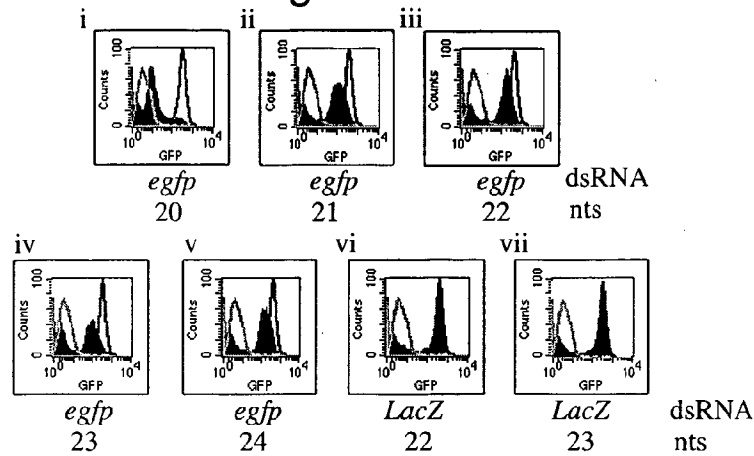 g
i ii iii
100 100 100
Counts Counts Counts
0 0 0
10⁰ 10⁴ 10⁰ 10⁴ 10⁰ 10⁴
GFP GFP GFP
egfp egfp egfp dsRNA
20 21 22 nts
iv v vi vii
100 100 100 100
Counts Counts Counts Counts
0 0 0 0
10⁰ 10⁴ 10⁰ 10⁴ 10⁰ 10⁴ 10⁰ 10⁴
GFP GFP GFP GFP
egfp egfp LacZ LacZ dsRNA
23 24 22 23 nts